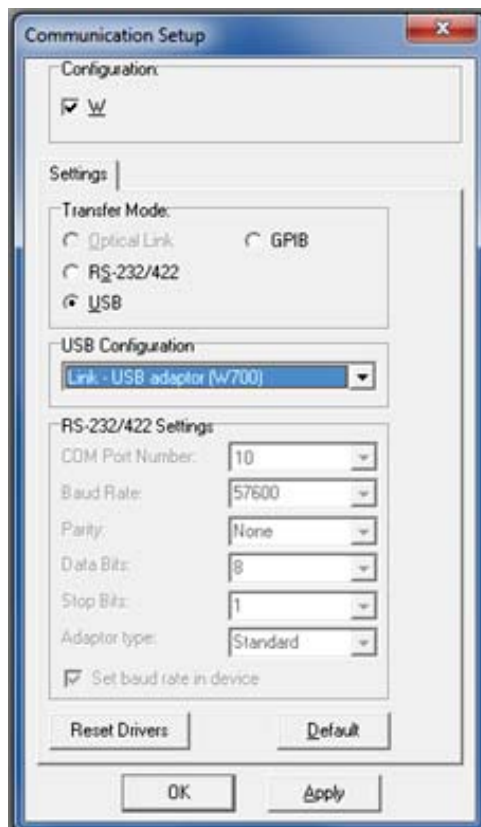 Communication Setup
Configuration:
W
Settings
Transfer Mode:
Optical Link GPIB
RS-232/422
USB
USB Configuration
Link - USB adaptor (W700)
RS-232/422 Settings
COM Port Number: 10
Baud Rate: 57600
Parity: None
Data Bits: 8
Stop Bits: 1
Adaptor type: Standard
Set baud rate in device
Reset Drivers Default
OK Apply